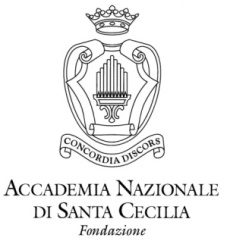 CONCORDIA DISCORS
ACCADEMIA NAZIONALE
DI SANTA CECILIA
Fondazione